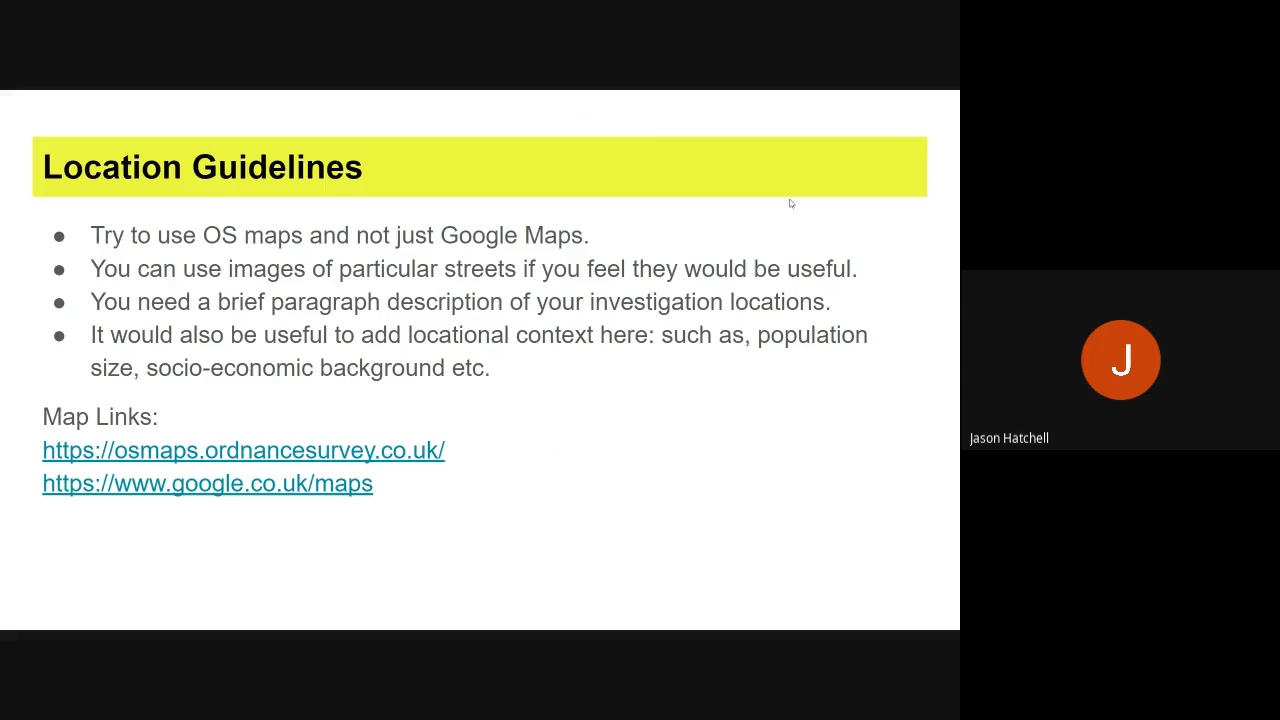 Location Guidelines
● Try to use OS maps and not just Google Maps.
● You can use images of particular streets if you feel they would be useful.
● You need a brief paragraph description of your investigation locations.
● It would also be useful to add locational context here: such as, population
size, socio-economic background etc.
Map Links:
https://osmaps.ordnancesurvey.co.uk/
https://www.google.co.uk/maps
J
Jason Hatchell